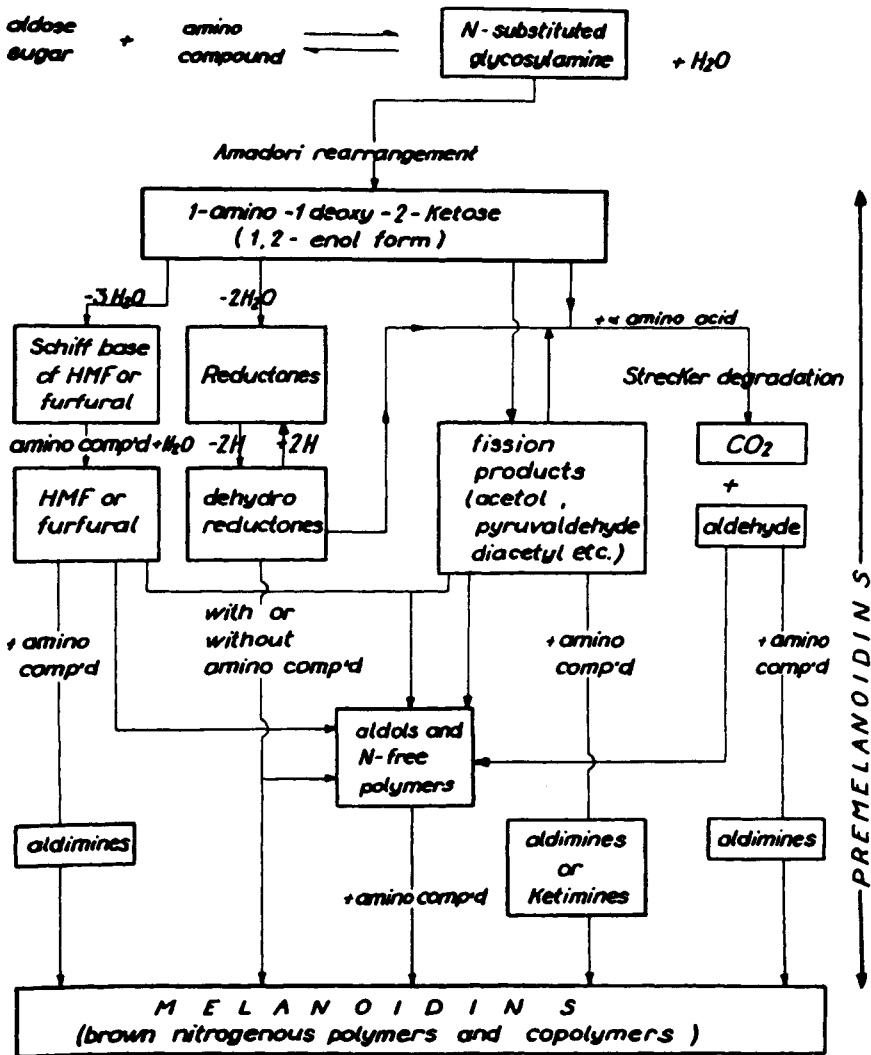 aldose sugar + amino compound
N-substituted glycosylamine
+ H2O
Amadori rearrangement
1-amino-1 deoxy-2-Ketose
(1,2-enol form)
-3H2O
-2H2O
+α amino acid
Schiff base
of HMF or
furfural
Reductones
Strecker degradation
amino comp'd+H2O
-2H
+2H
fission
products
(acetol,
pyruvaldehyde
diacetyl etc.)
CO2
+
aldehyde
HMF or
furfural
dehydro
reductones
+ amino
comp'd
with or
without
amino comp'd
+ amino
comp'd
+ amino
comp'd
aldols and
N-free
polymers
aldimines
+amino comp'd
aldimines
or
Ketimines
aldimines
PREMELANOIDINS
MELANOIDINS
(brown nitrogenous polymers and copolymers)